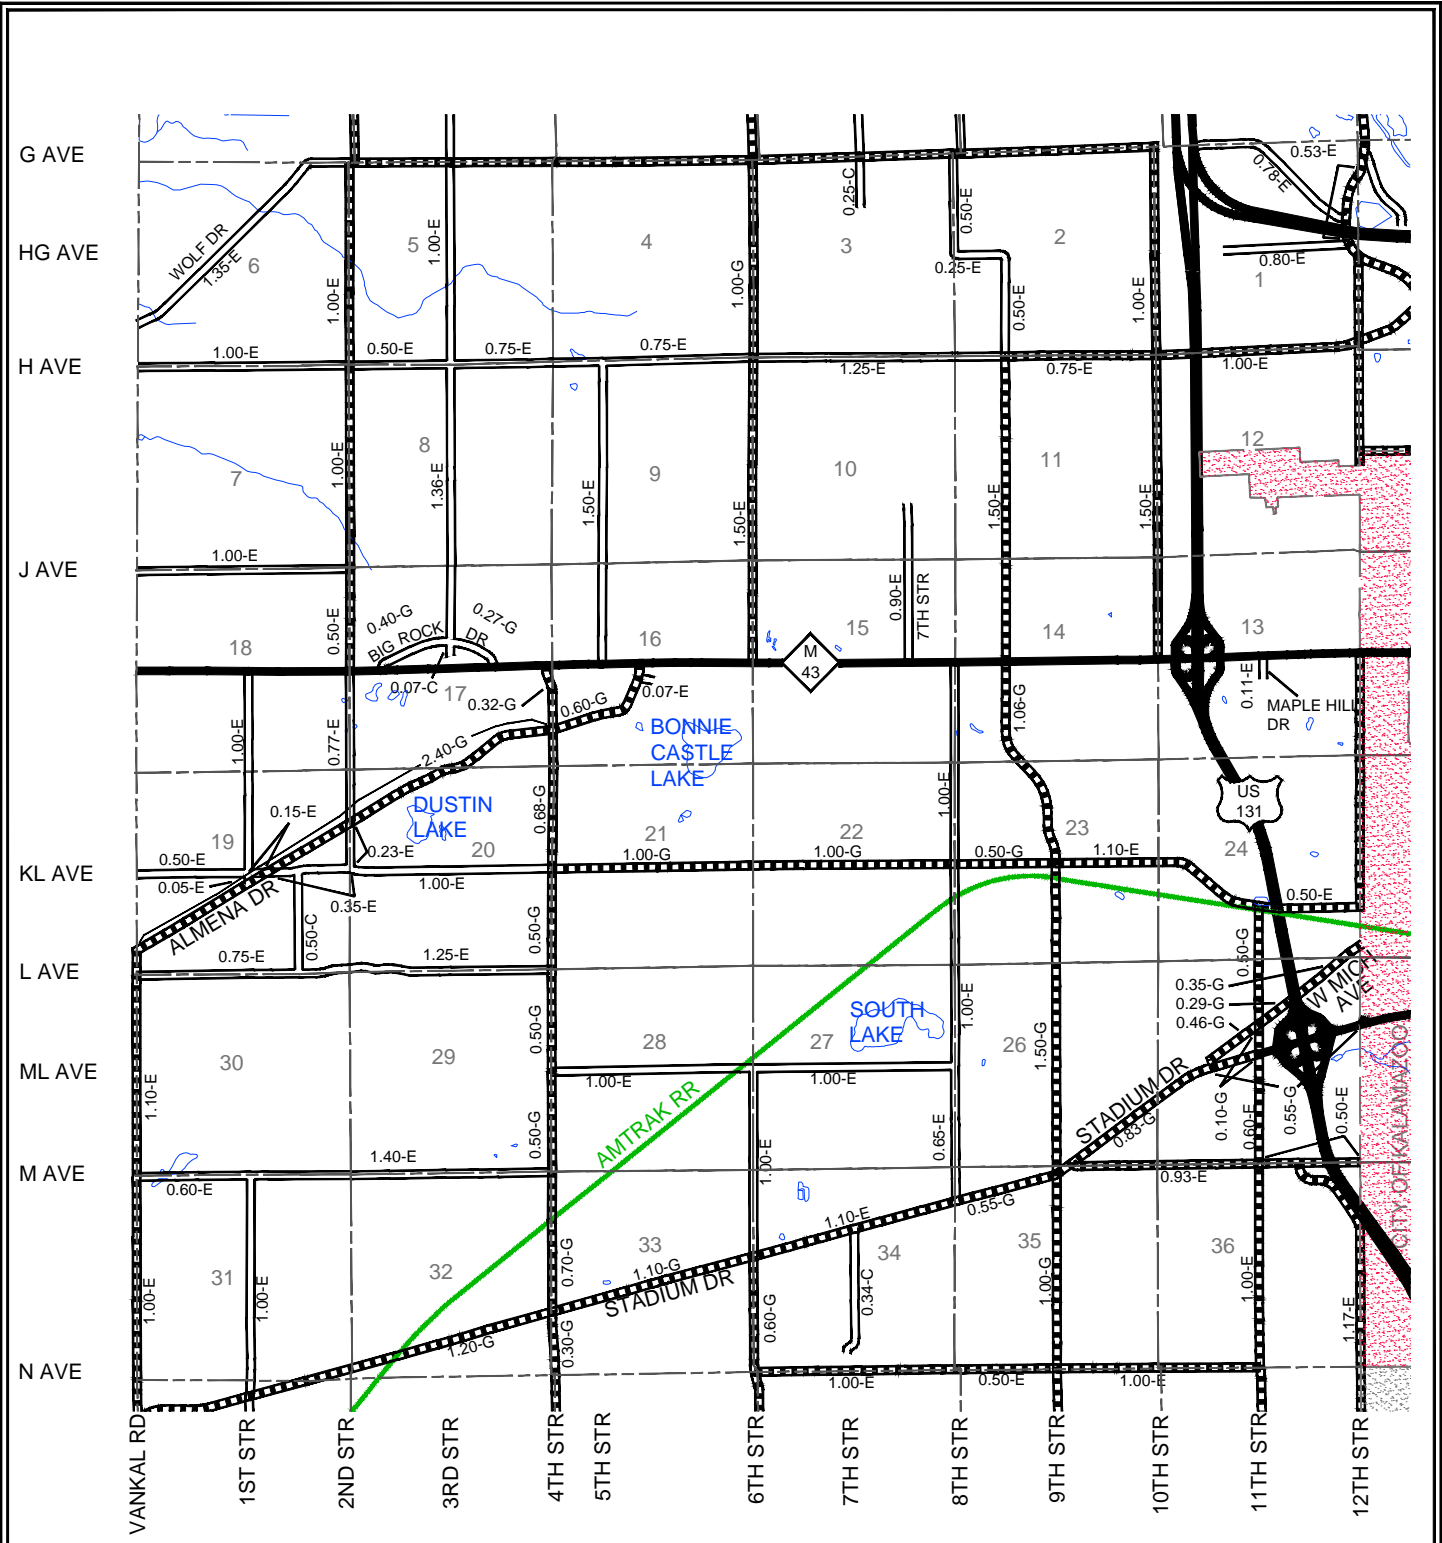 G AVE
0.53-E
0.78-E
0.25-C
0.50-E
WOLF DR
1.35-E
6
5
1.00-E
4
3
2
HG AVE
0.25-E
0.80-E
1
1.00-E
1.00-G
0.50-E
1.00-E
H AVE
1.00-E
0.50-E
0.75-E
0.75-E
1.25-E
0.75-E
1.00-E
7
1.00-E
8
1.36-E
9
1.50-E
1.50-E
10
11
1.50-E
1.50-E
12
J AVE
1.00-E
0.90-E
7TH STR
0.50-E
0.40-G
BIG ROCK
DR
0.27-G
18
16
15
14
13
M
43
0.07-C
17
0.32-G
0.60-G
0.07-E
1.06-G
0.11-E
MAPLE HILL
DR
1.00-E
0.77-E
2.40-G
BONNIE
CASTLE
LAKE
0.15-E
DUSTIN
LAKE
0.68-G
1.00-E
US
131
19
20
21
22
23
24
KL AVE
0.50-E
0.23-E
1.00-G
1.00-G
0.50-G
1.10-E
0.05-E
1.00-E
0.50-E
ALMENA DR
0.35-E
0.50-C
0.50-G
0.50-G
L AVE
0.75-E
1.25-E
1.00-E
0.35-G
0.29-G
0.46-G
W MICH
AVE
SOUTH
LAKE
30
29
28
27
26
0.50-G
1.50-G
ML AVE
1.00-E
1.00-E
1.10-E
AMTRAK RR
STADIUM DR
0.83-G
0.10-G
0.60-E
0.55-G
0.50-E
CITY OF KALAMAZOO
0.50-G
1.00-E
0.65-E
M AVE
0.60-E
1.40-E
0.93-E
1.10-E
0.55-G
31
32
33
34
35
36
1.00-E
1.00-E
0.70-G
1.10-G
STADIUM DR
0.60-G
0.34-C
1.00-G
1.00-E
1.17-E
1.20-G
0.30-G
N AVE
1.00-E
0.50-E
1.00-E
VANKAL RD
1ST STR
2ND STR
3RD STR
4TH STR
5TH STR
6TH STR
7TH STR
8TH STR
9TH STR
10TH STR
11TH STR
12TH STR